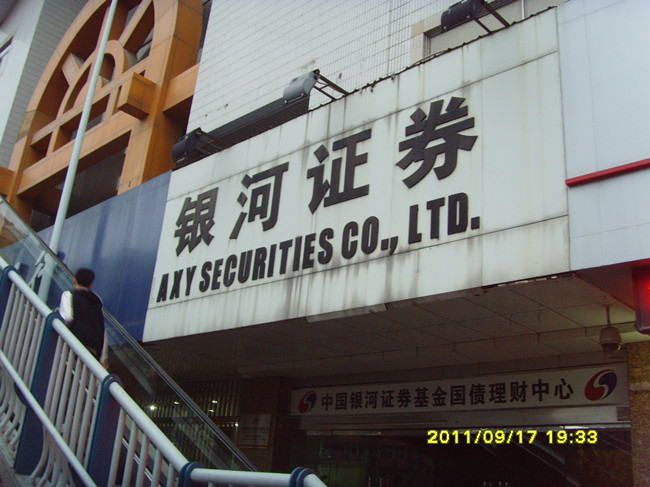 银河证券
AXY SECURITIES CO., LTD.
中国银河证券基金国债理财中心
2011/09/17 19:33